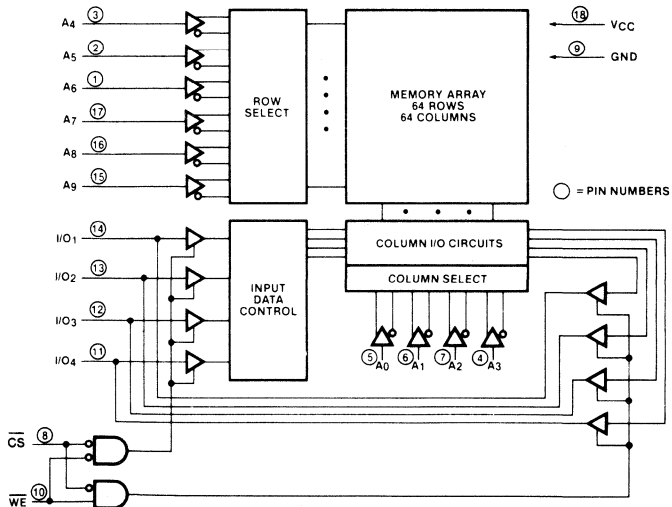 A4 ③
A5 ②
A6 ①
A7 ⑰
A8 ⑯
A9 ⑮
ROW
SELECT
MEMORY ARRAY
64 ROWS
64 COLUMNS
⑱ VCC
⑨ GND
◯ = PIN NUMBERS
I/O1 ⑭
I/O2 ⑬
I/O3 ⑫
I/O4 ⑪
INPUT
DATA
CONTROL
COLUMN I/O CIRCUITS
COLUMN SELECT
⑤ A0 ⑥ A1 ⑦ A2 ④ A3
C̅S̅ ⑧
W̅E̅ ⑩